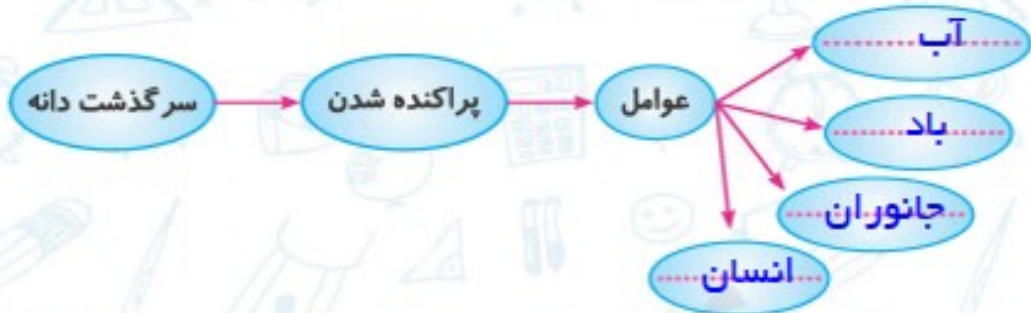 سرگذشت دانه
پراکنده شدن
عوامل
آب
باد
جانوران
انسان